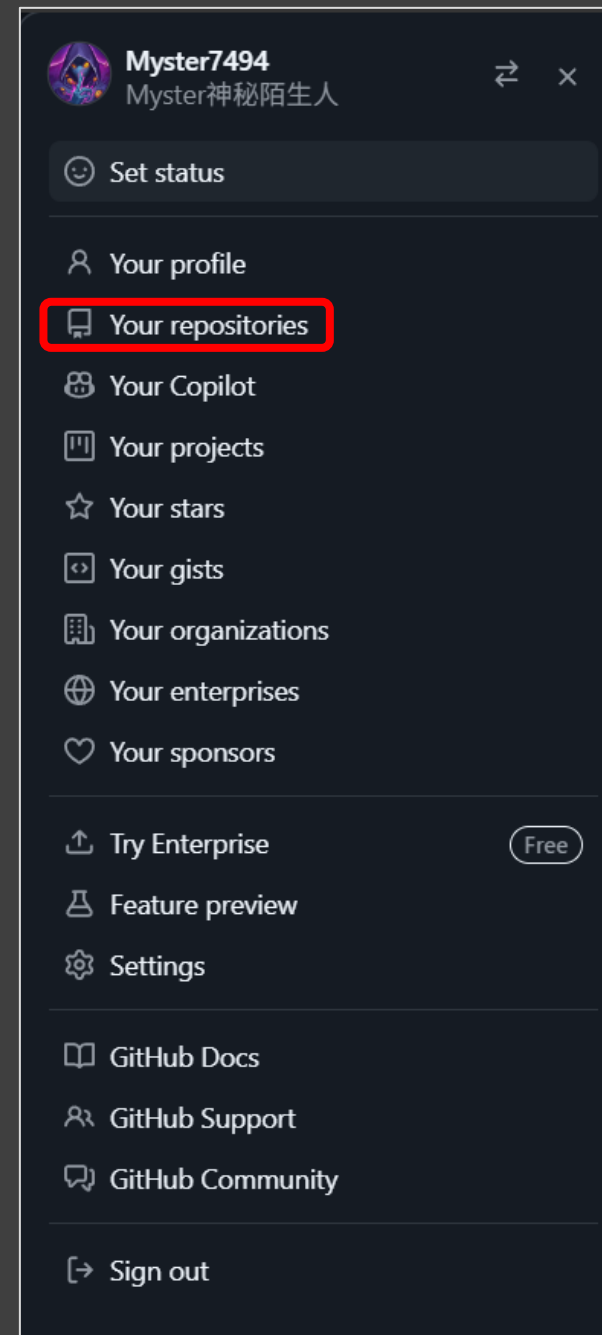 Myster7494
Myster神秘陌生人
Set status
Your profile
Your repositories
Your Copilot
Your projects
Your stars
Your gists
Your organizations
Your enterprises
Your sponsors
Try Enterprise Free
Feature preview
Settings
GitHub Docs
GitHub Support
GitHub Community
Sign out